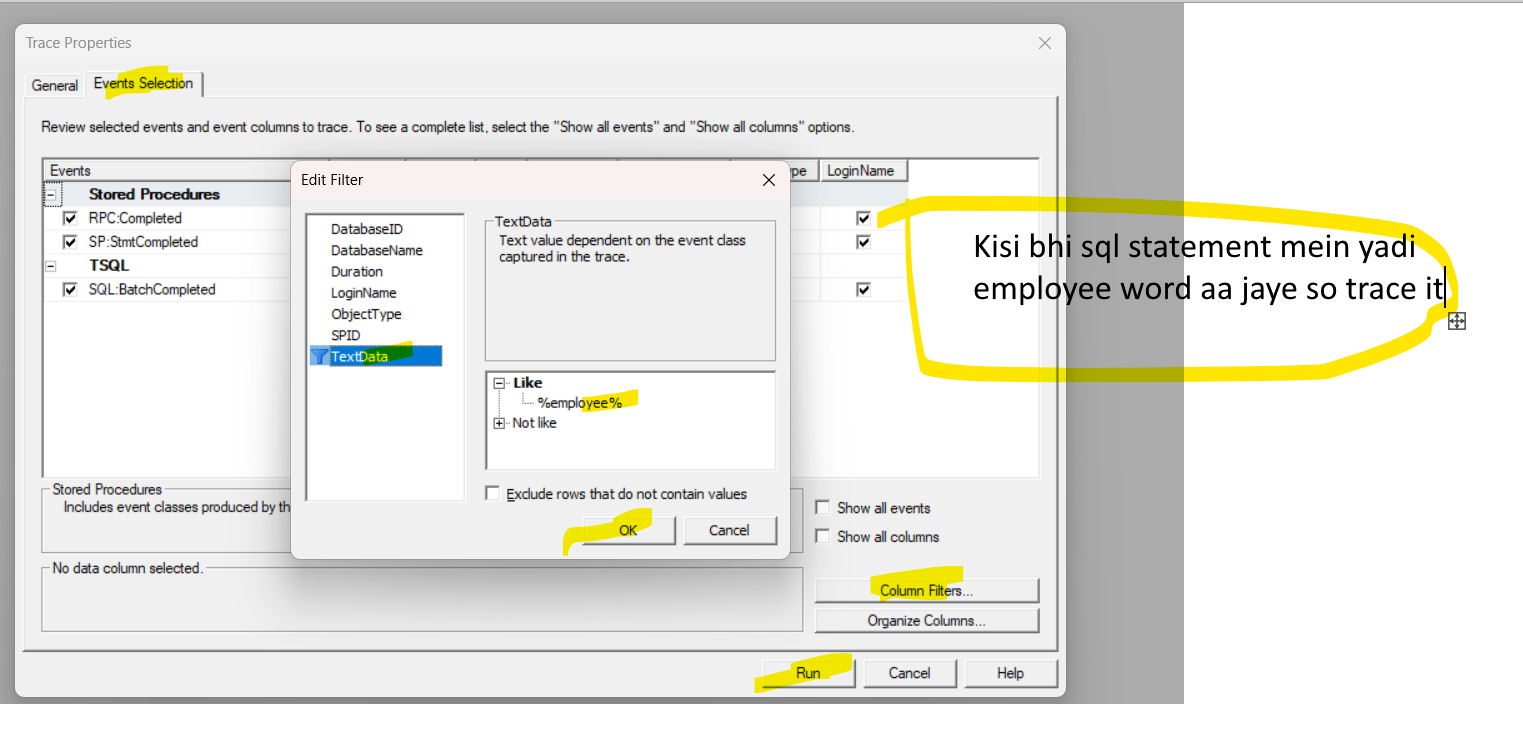 Trace Properties
General
Events Selection
Review selected events and event columns to trace. To see a complete list, select the "Show all events" and "Show all columns" options.
Events
pe
LoginName
Stored Procedures
RPC:Completed
SP:StmtCompleted
TSQL
SQL:BatchCompleted
Edit Filter
DatabaseID
DatabaseName
Duration
LoginName
ObjectType
SPID
TextData
TextData
Text value dependent on the event class
captured in the trace.
Like
%employee%
Not like
Exclude rows that do not contain values
OK
Cancel
Kisi bhi sql statement mein yadi
employee word aa jaye so trace it
Stored Procedures
Includes event classes produced by th
Show all events
Show all columns
No data column selected.
Column Filters...
Organize Columns...
Run
Cancel
Help